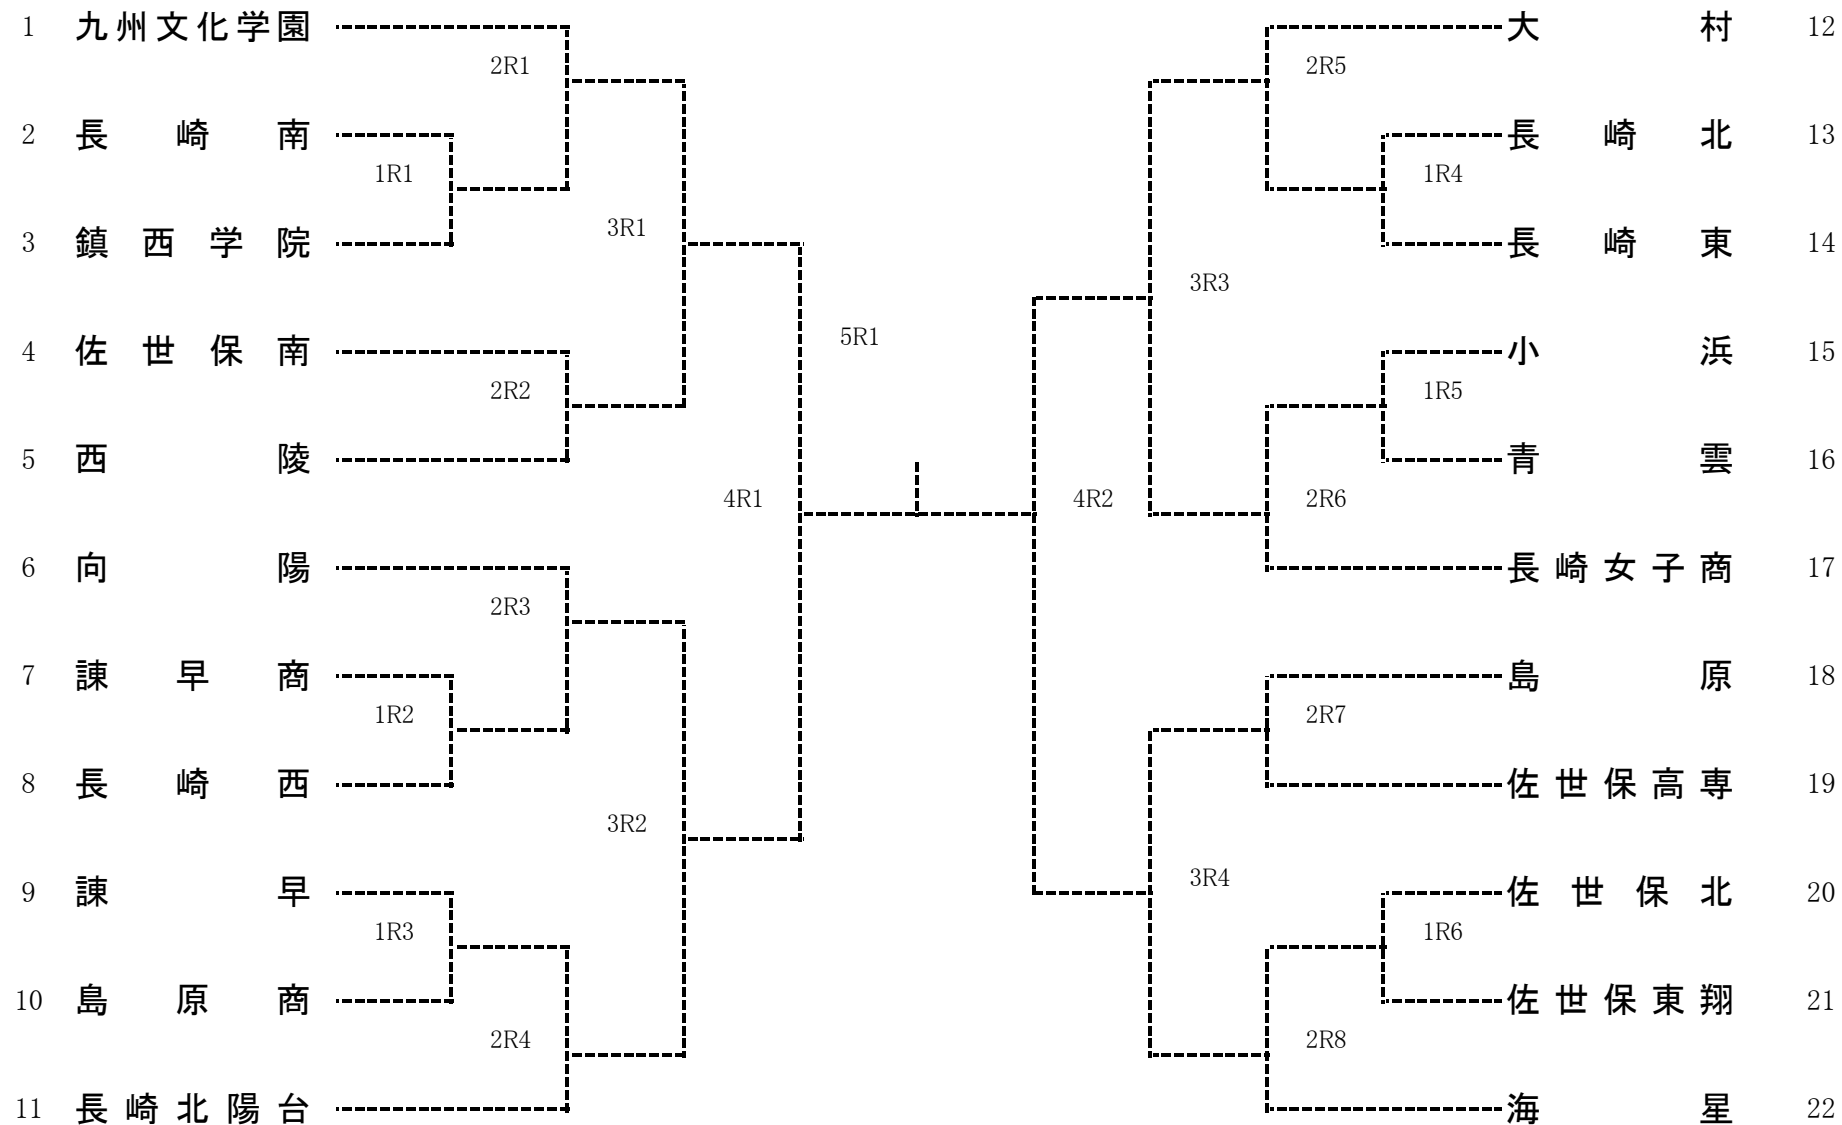 1 九州文化学園 大村 12
2R1 2R5
2 長崎南 長崎北 13
1R1 1R4
3R1
3 鎮西学院 長崎東 14
3R3
5R1
4 佐世保南 小浜 15
2R2 1R5
5 西陵 青雲 16
4R1 4R2 2R6
6 向陽 長崎女子商 17
2R3
7 諫早商 島原 18
1R2 2R7
8 長崎西 佐世保高専 19
3R2
3R4
9 諫早 佐世保北 20
1R3 1R6
10 島原商 佐世保東翔 21
2R4 2R8
11 長崎北陽台 海星 22